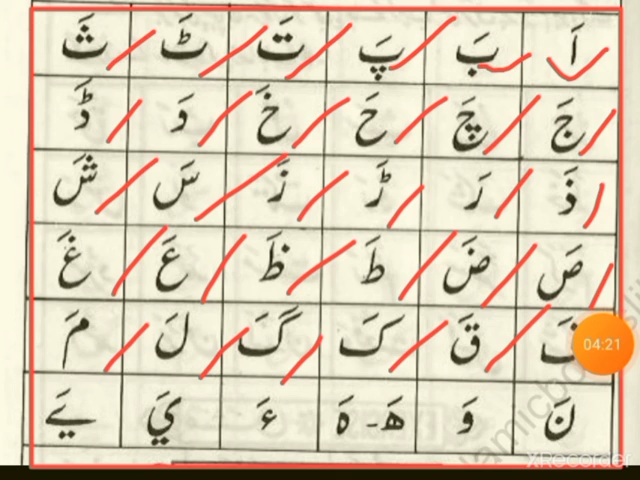 اَ بَ پَ تَ ٹَ ثَ
جَ چَ حَ خَ دَ ڈَ
ذَ رَ ڑَ زَ سَ شَ
صَ ضَ طَ ظَ عَ غَ
فَ قَ کَ گَ لَ مَ
نَ وَ ھَ۔ہَ ءَ يَ یَے
04:21
XRecorder